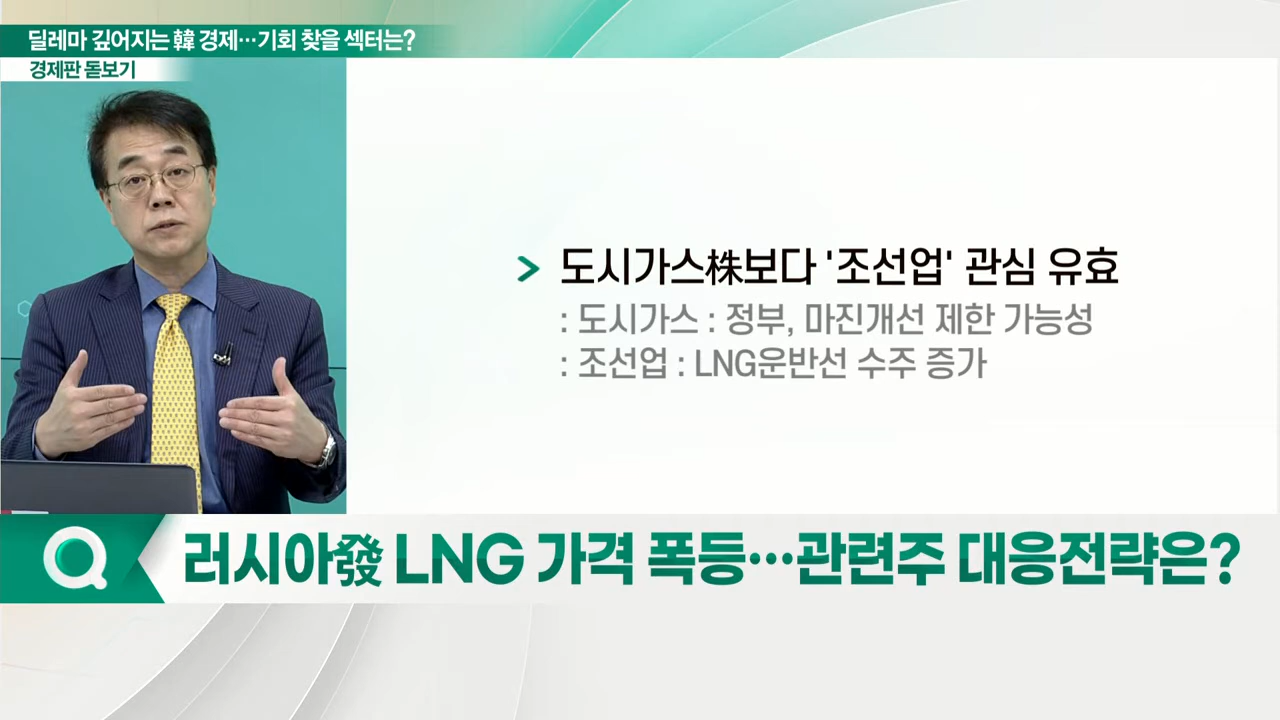 딜레마 깊어지는 韓 경제…기회 찾을 섹터는?
경제판 돋보기
> 도시가스株보다 '조선업' 관심 유효
: 도시가스 : 정부, 마진개선 제한 가능성
: 조선업 : LNG운반선 수주 증가
러시아發 LNG 가격 폭등…관련주 대응전략은?